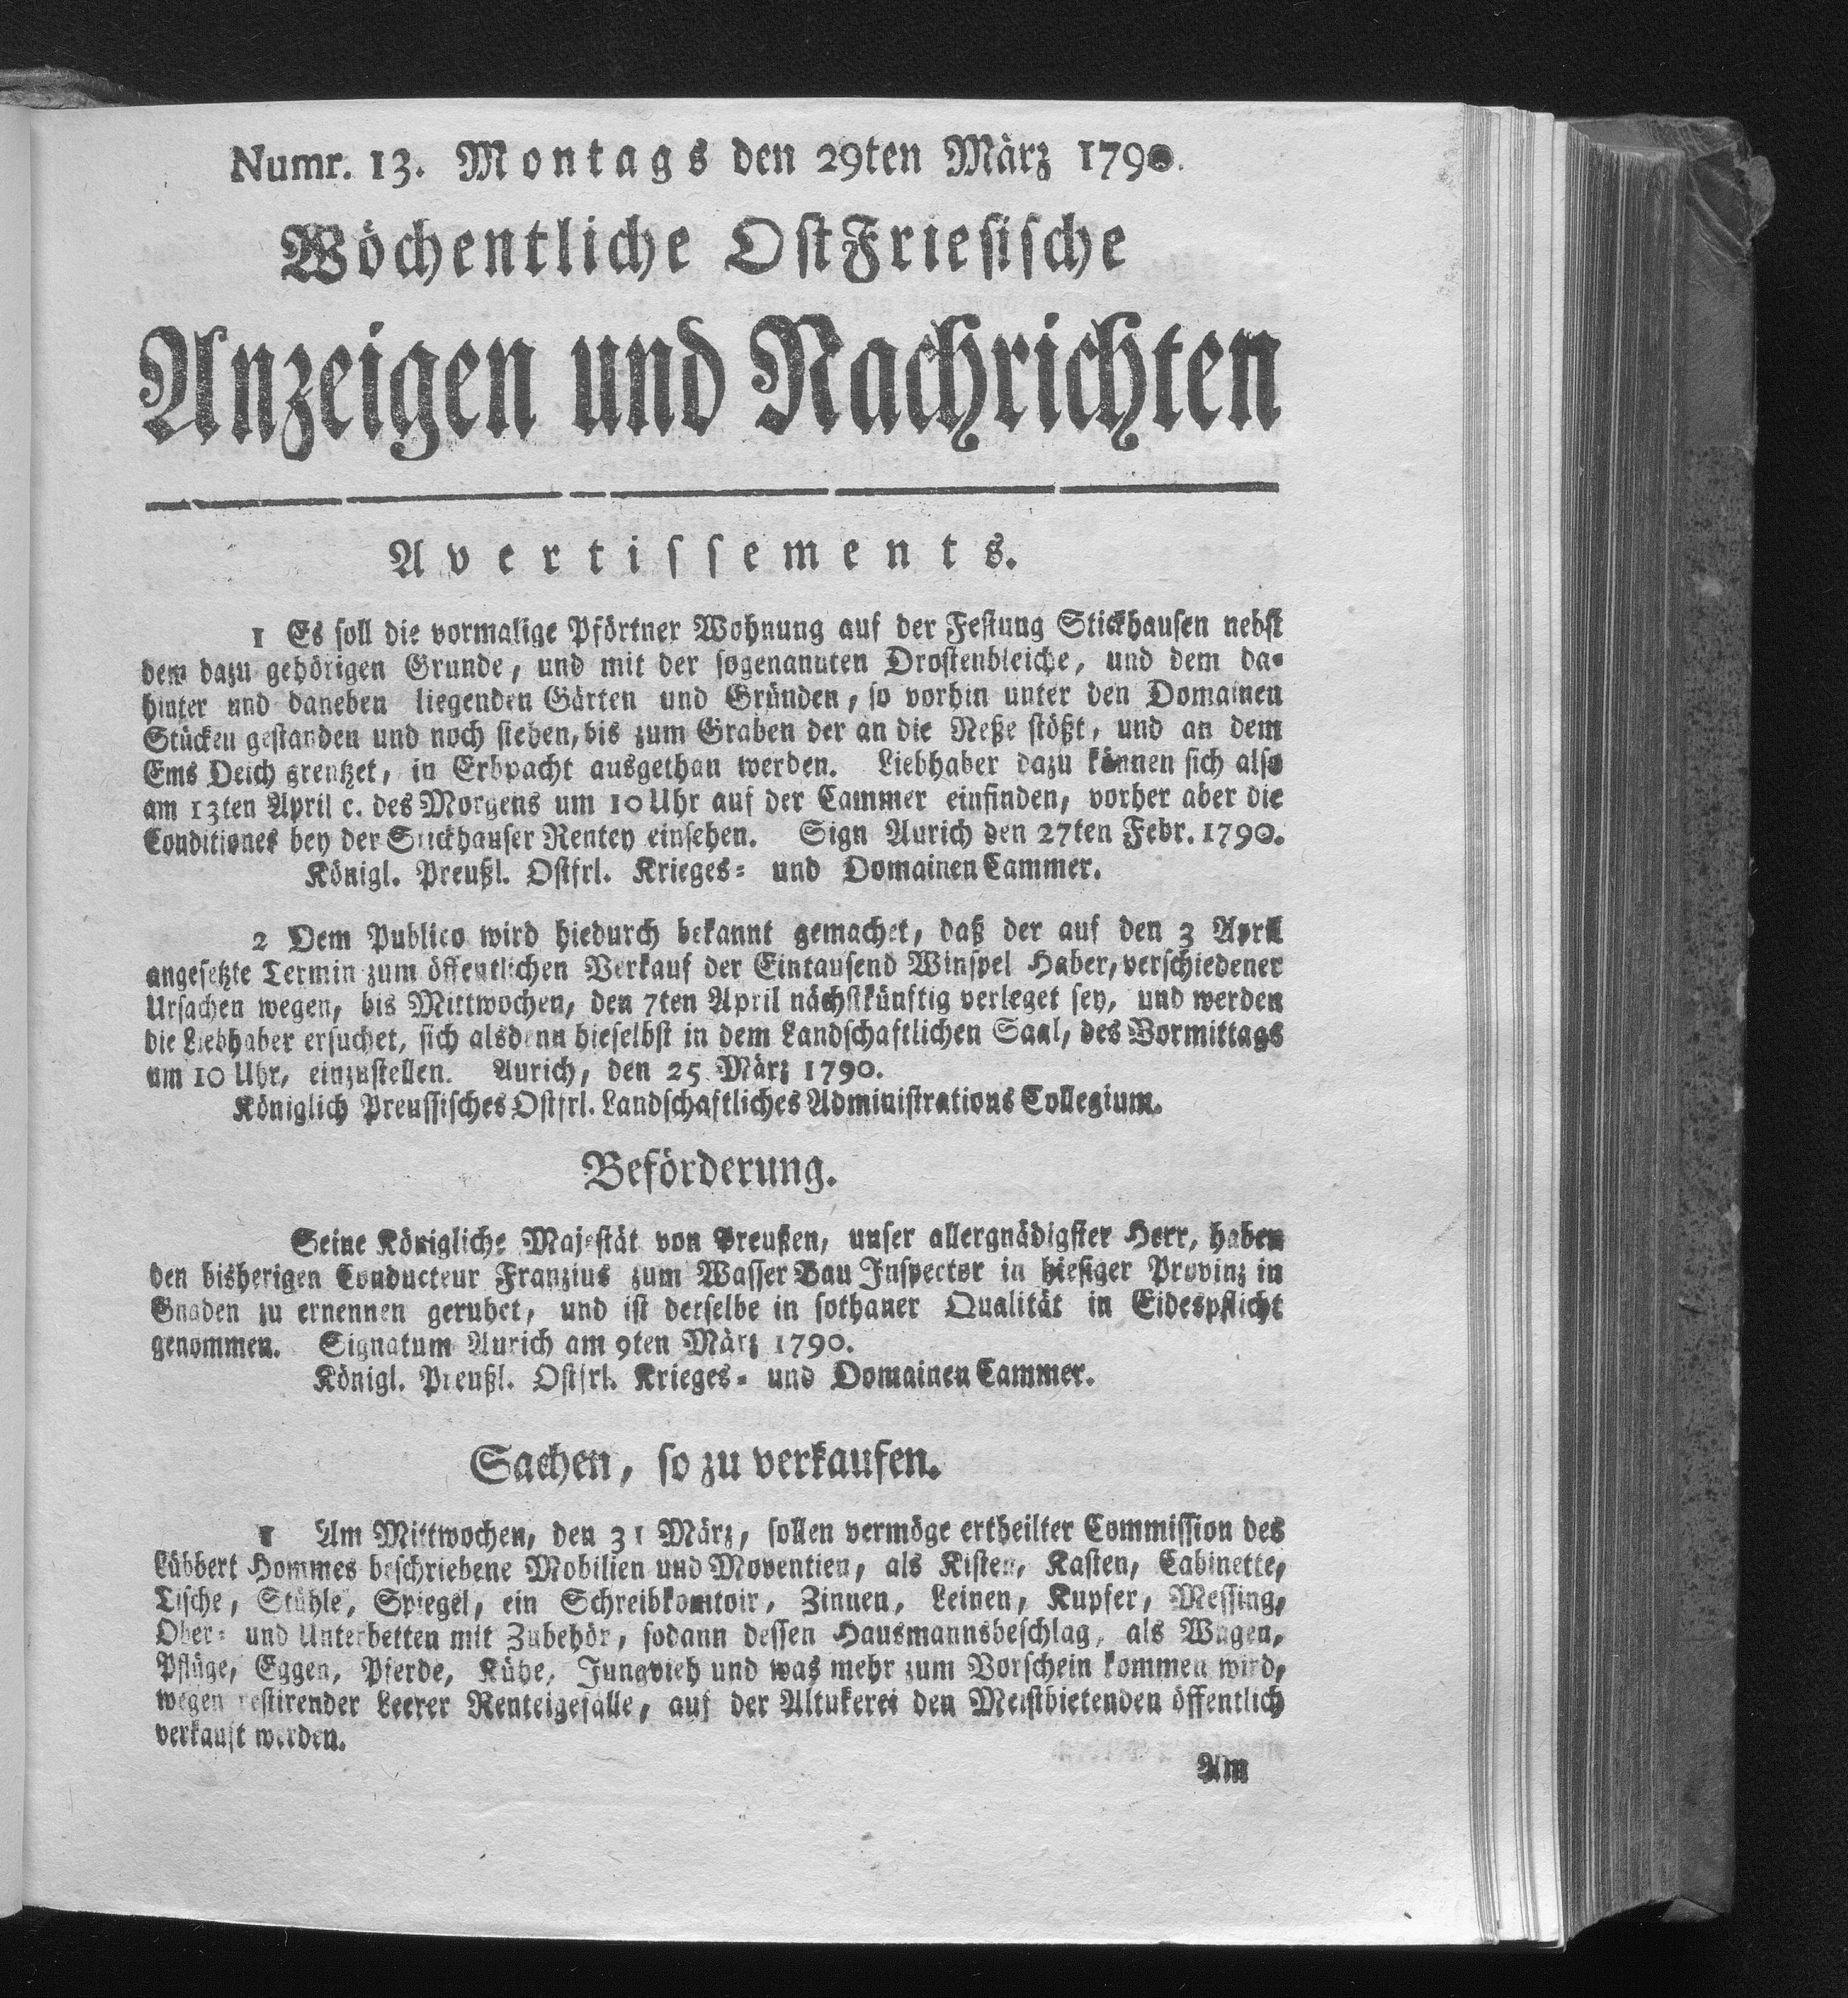 Numr. 13. Montags den 29ten März 1790.
Wöchentliche OstFriesische
Anzeigen und Nachrichten
Avertissements.
1 Es soll die vormalige Pförtner Wohnung auf der Festung Stickhausen nebst
dem dazu gehörigen Grunde, und mit der sogenannten Drostenbleiche, und dem da-
hinter und daneben liegenden Gärten und Gründen, so vorhin unter den Domainen
Stücken gestanden und noch stehen, bis zum Graben der an die Neße stößt, und an dem
Ems Deich grentzet, in Erbpacht ausgethan werden. Liebhaber dazu können sich also
am 13ten April c. des Morgens um 10 Uhr auf der Cammer einfinden, vorher aber die
Conditiones bey der Stickhauser Rentey einsehen. Sign Aurich den 27ten Febr. 1790.
Königl. Preußl. Ostfrl. Krieges- und Domainen Cammer.
2 Dem Publico wird hiedurch bekannt gemachet, daß der auf den 3 April
angesetzte Termin zum öffentlichen Verkauf der Eintausend Winspel Haber, verschiedener
Ursachen wegen, bis Mittwochen, den 7ten April nächstkünftig verleget sey, und werden
die Liebhaber ersuchet, sich alsdenn hieselbst in dem Landschaftlichen Saal, des Vormittags
um 10 Uhr, einzustellen. Aurich, den 25 März 1790.
Königlich Preussisches Ostfrl. Landschaftliches Administrations Collegium.
Beförderung.
Seine Königliche Majestät von Preußen, unser allergnädigster Herr, haben
den bisherigen Conducteur Franzius zum Wasser Bau Inspector in hiesiger Provinz in
Gnaden zu ernennen geruhet, und ist derselbe in sothaner Qualität in Eidespflicht
genommen. Signatum Aurich am 9ten März 1790.
Königl. Preußl. Ostfrl. Krieges- und Domainen Cammer.
Sachen, so zu verkaufen.
1 Am Mittwochen, den 31 März, sollen vermöge ertheilter Commission des
Lübbert Hommes beschriebene Mobilien und Moventien, als Kisten, Kasten, Cabinette,
Tische, Stühle, Spiegel, ein Schreibkomtoir, Zinnen, Leinen, Kupfer, Messing,
Ober- und Unterbetten mit Zubehör, sodann dessen Hausmannsbeschlag, als Wagen,
Pflüge, Eggen, Pferde, Kühe, Jungvieh und was mehr zum Vorschein kommen wird,
wegen restirender Leerer Renteigefälle, auf der Altukerei den Meistbietenden öffentlich
verkauft werden.
Am